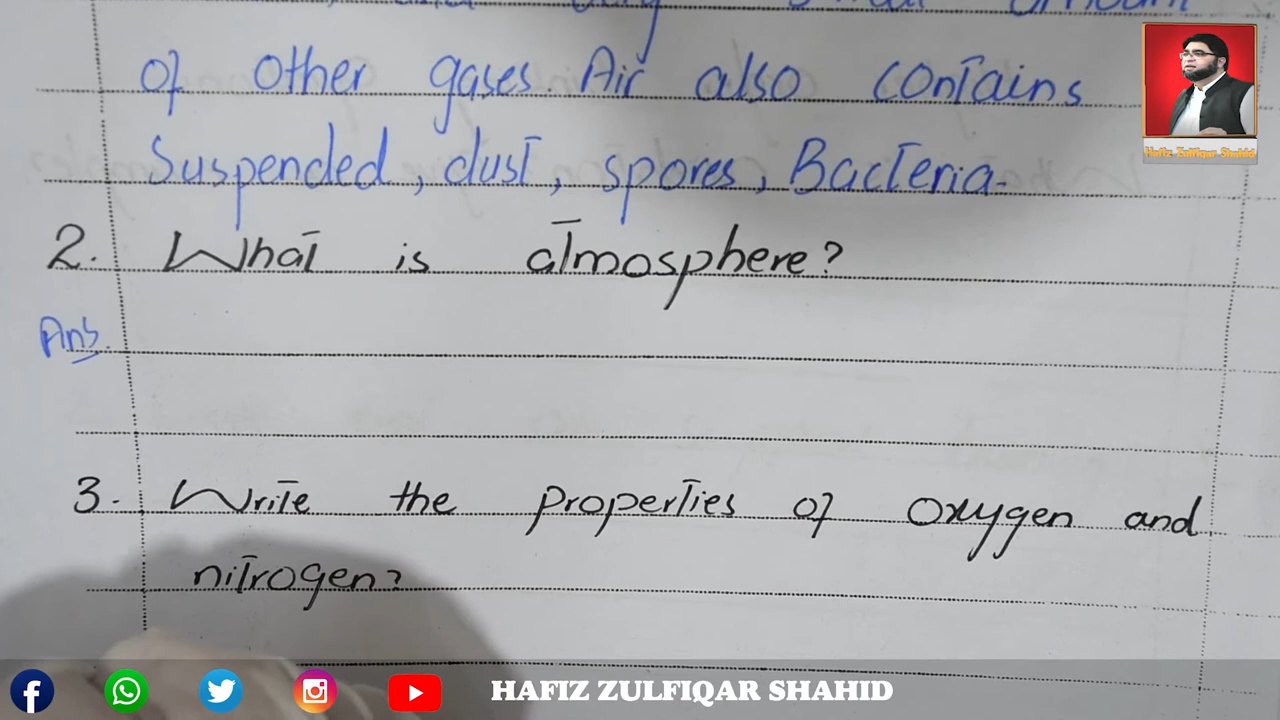 of other gases. Air also contains
Hafiz Zulfiqar Shahid
Suspended, dust, spores, Bacteria.
2. What is atmosphere?
Ans.
3. Write the properties of oxygen and
nitrogen?
HAFIZ ZULFIQAR SHAHID